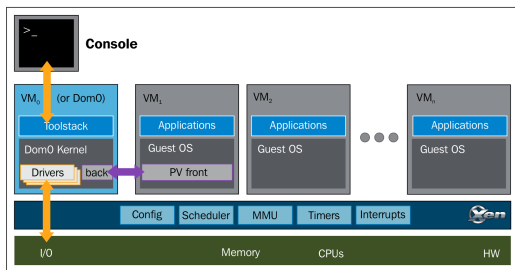 >_
Console
VM0 (or Dom0)
VM1
VM2
VMn
Toolstack
Applications
Applications
Applications
Dom0 Kernel
Guest OS
Guest OS
Guest OS
Drivers
back
PV front
Config
Scheduler
MMU
Timers
Interrupts
Xen
I/O
Memory
CPUs
HW